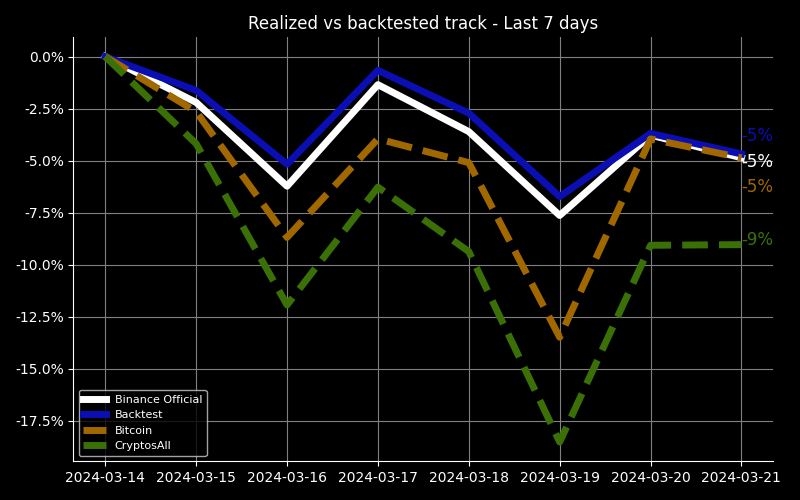 Realized vs backtested track - Last 7 days
0.0%
-2.5%
-5.0%
-7.5%
-10.0%
-12.5%
-15.0%
-17.5%
-5%
-5%
-5%
-9%
Binance Official
Backtest
Bitcoin
CryptosAll
2024-03-14 2024-03-15 2024-03-16 2024-03-17 2024-03-18 2024-03-19 2024-03-20 2024-03-21